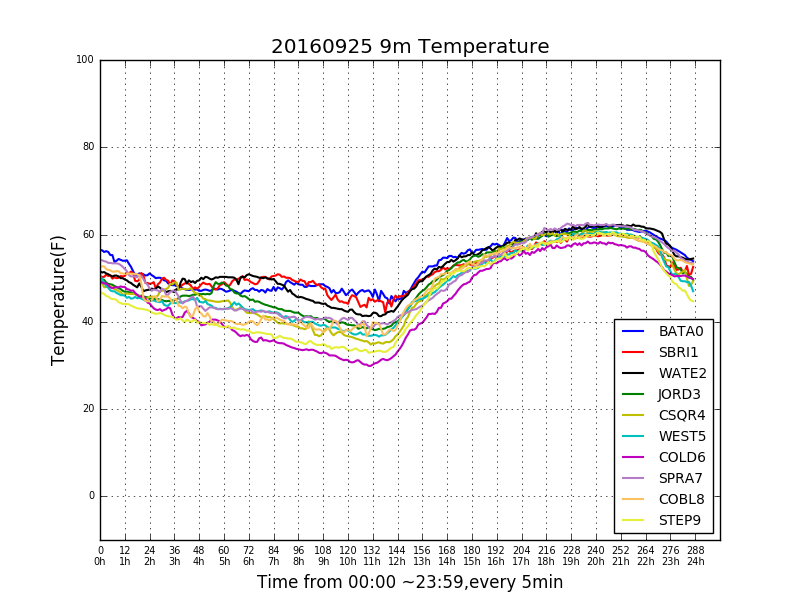 20160925 9m Temperature
100
80
60
40
20
0
Temperature(F)
BATA0
SBRI1
WATE2
JORD3
CSQR4
WEST5
COLD6
SPRA7
COBL8
STEP9
0 12 24 36 48 60 72 84 96 108 120 132 144 156 168 180 192 204 216 228 240 252 264 276 288
0h 1h 2h 3h 4h 5h 6h 7h 8h 9h 10h 11h 12h 13h 14h 15h 16h 17h 18h 19h 20h 21h 22h 23h 24h
Time from 00:00 ~23:59,every 5min